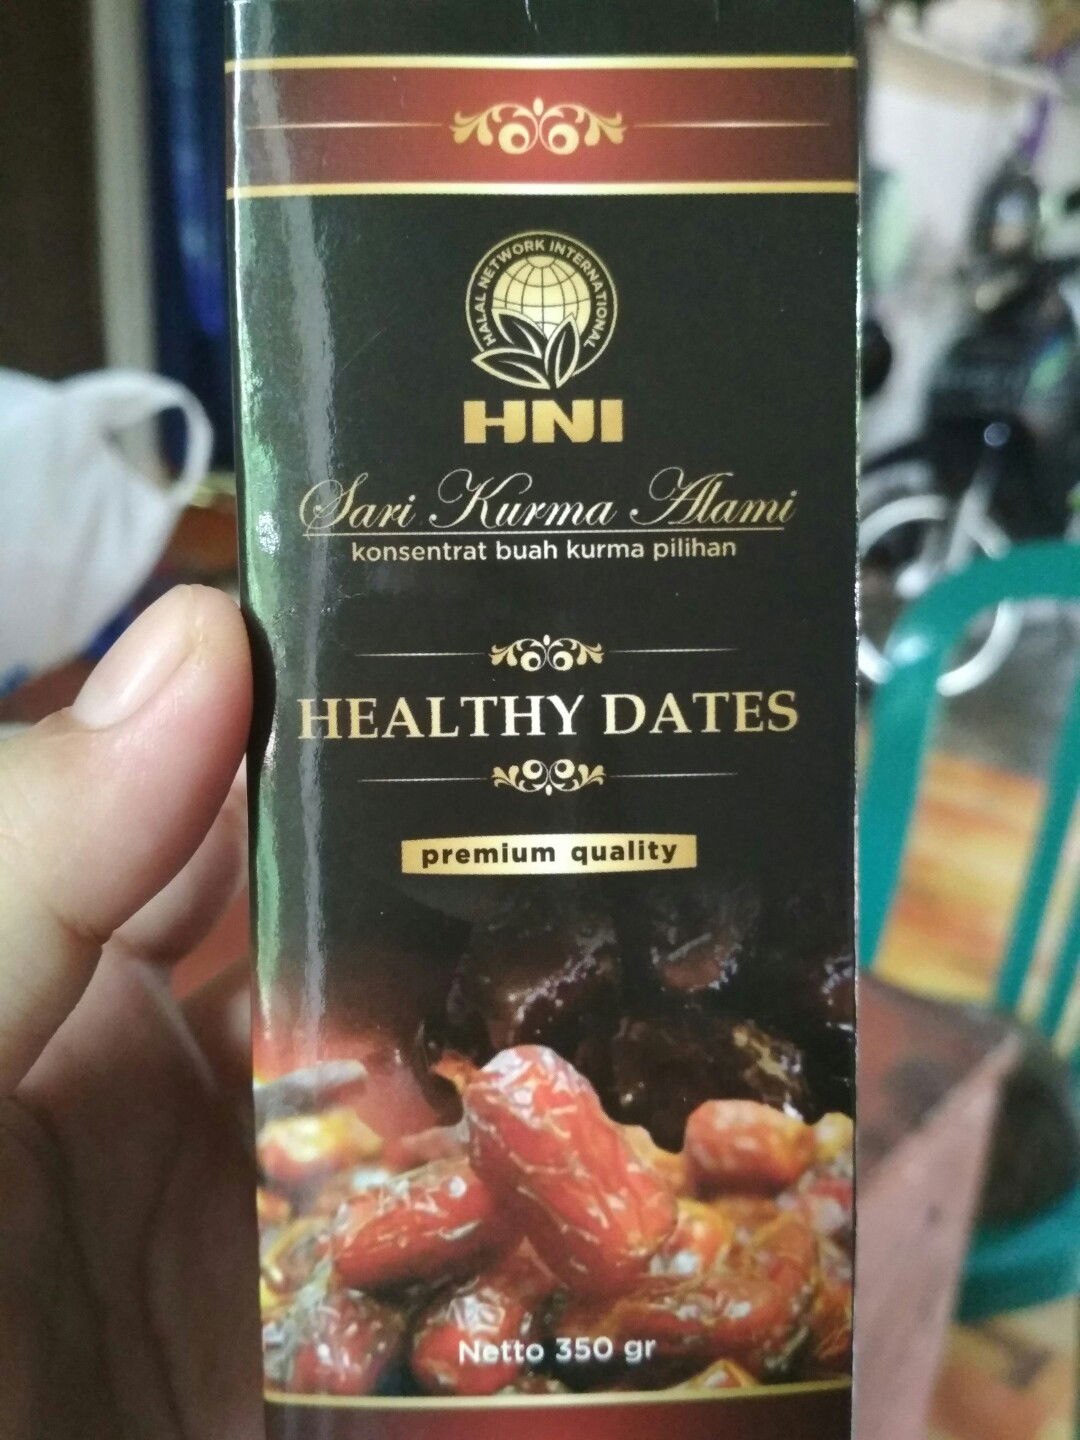 HALAL NETWORK INTERNATIONAL
HNI
Sari Kurma Alami
konsentrat buah kurma pilihan
HEALTHY DATES
premium quality
Netto 350 gr